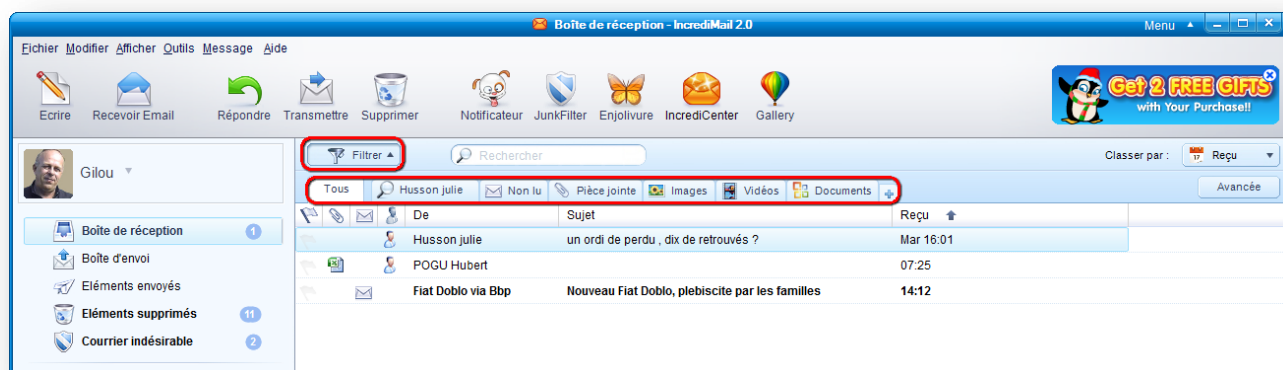 Boîte de réception - IncrediMail 2.0
Menu
Fichier Modifier Afficher Outils Message Aide
Ecrire Recevoir Email Répondre Transmettre Supprimer Notificateur JunkFilter Enjolivure IncrediCenter Gallery
Get 2 FREE GIFTS
with Your Purchase!!
Gilou
Filtrer Rechercher Classer par : 17 Reçu
Tous Husson julie Non lu Pièce jointe Images Vidéos Documents Avancée
De Sujet Reçu
Boîte de réception 1
Husson julie un ordi de perdu , dix de retrouvés ? Mar 16:01
Boîte d'envoi
POGU Hubert 07:25
Eléments envoyés
Fiat Doblo via Bbp Nouveau Fiat Doblo, plebiscite par les familles 14:12
Eléments supprimés 11
Courrier indésirable 2